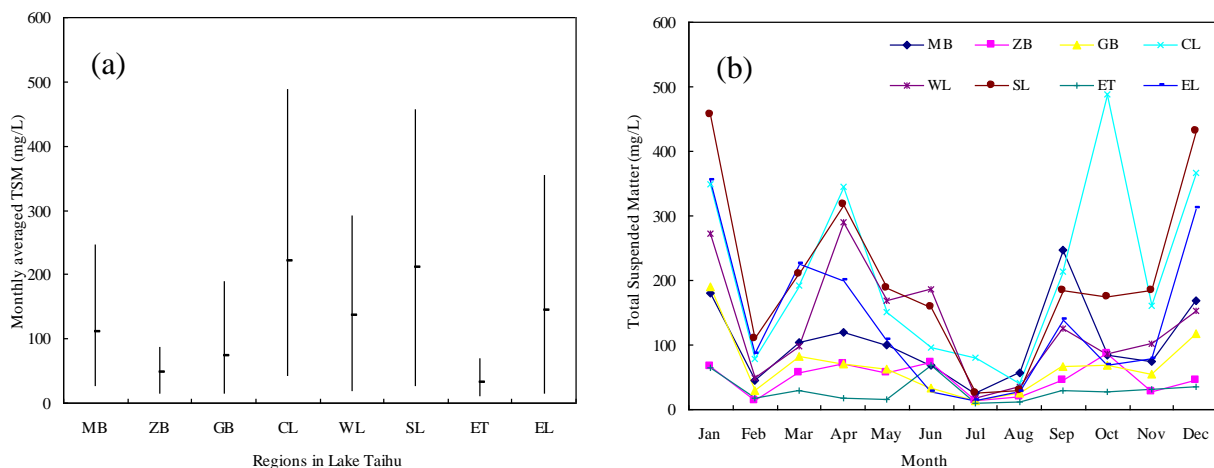 (a)
Monthly averaged TSM (mg/L)
600
500
400
300
200
100
0
MB ZB GB CL WL SL ET EL
Regions in Lake Taihu
(b)
MB ZB GB CL
WL SL ET EL
Total Suspended Matter (mg/L)
600
500
400
300
200
100
0
Jan Feb Mar Apr May Jun Jul Aug Sep Oct Nov Dec
Month